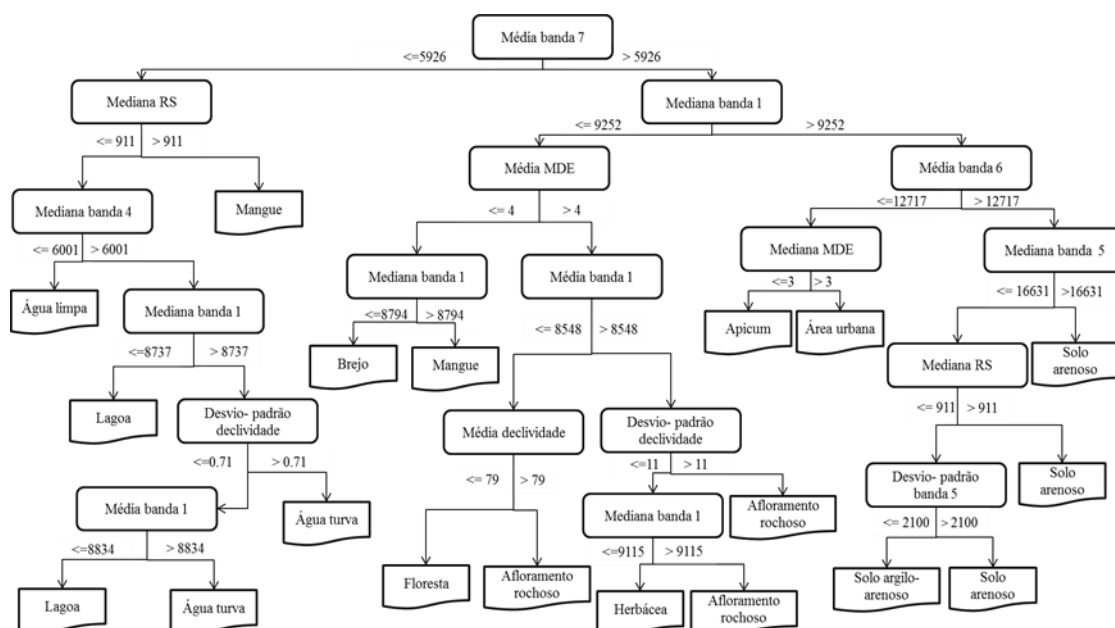 Média banda 7
<=5926
> 5926
Mediana RS
Mediana banda 1
<= 911
> 911
<= 9252
> 9252
Média MDE
Média banda 6
Mediana banda 4
Mangue
<= 4
> 4
<=12717
> 12717
<= 6001
> 6001
Mediana banda 1
Média banda 1
Mediana MDE
Mediana banda 5
Água limpa
Mediana banda 1
<=3
> 3
<= 16631
>16631
<=8794
> 8794
<= 8548
> 8548
Apicum
Área urbana
<=8737
> 8737
Brejo
Mangue
Mediana RS
Solo
arenoso
Lagoa
Desvio- padrão
declividade
Média declividade
Desvio- padrão
declividade
<= 911
> 911
<=0.71
> 0.71
<= 79
> 79
<=11
> 11
Desvio- padrão
banda 5
Solo
arenoso
Média banda 1
Água turva
Mediana banda 1
Afloramento
rochoso
<= 2100
> 2100
<=8834
> 8834
<=9115
> 9115
Lagoa
Água turva
Floresta
Afloramento
rochoso
Herbácea
Afloramento
rochoso
Solo argilo-
arenoso
Solo
arenoso